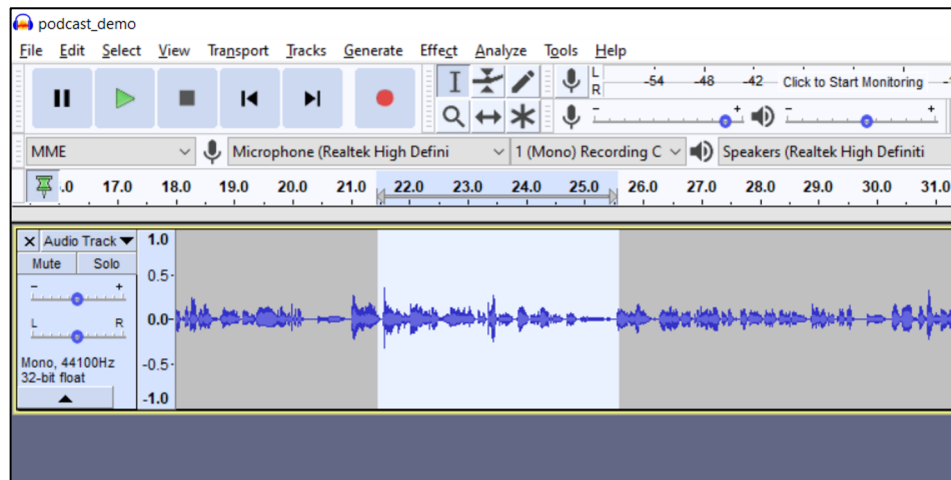 podcast_demo
File Edit Select View Transport Tracks Generate Effect Analyze Tools Help
L
R
-54 -48 -42 Click to Start Monitoring
- + - +
MME Microphone (Realtek High Defini 1 (Mono) Recording C Speakers (Realtek High Definiti
.0 17.0 18.0 19.0 20.0 21.0 22.0 23.0 24.0 25.0 26.0 27.0 28.0 29.0 30.0 31.0
X Audio Track 1.0
Mute Solo
0.5-
- +
L R
0.0-
Mono, 44100Hz
32-bit float
-0.5-
-1.0